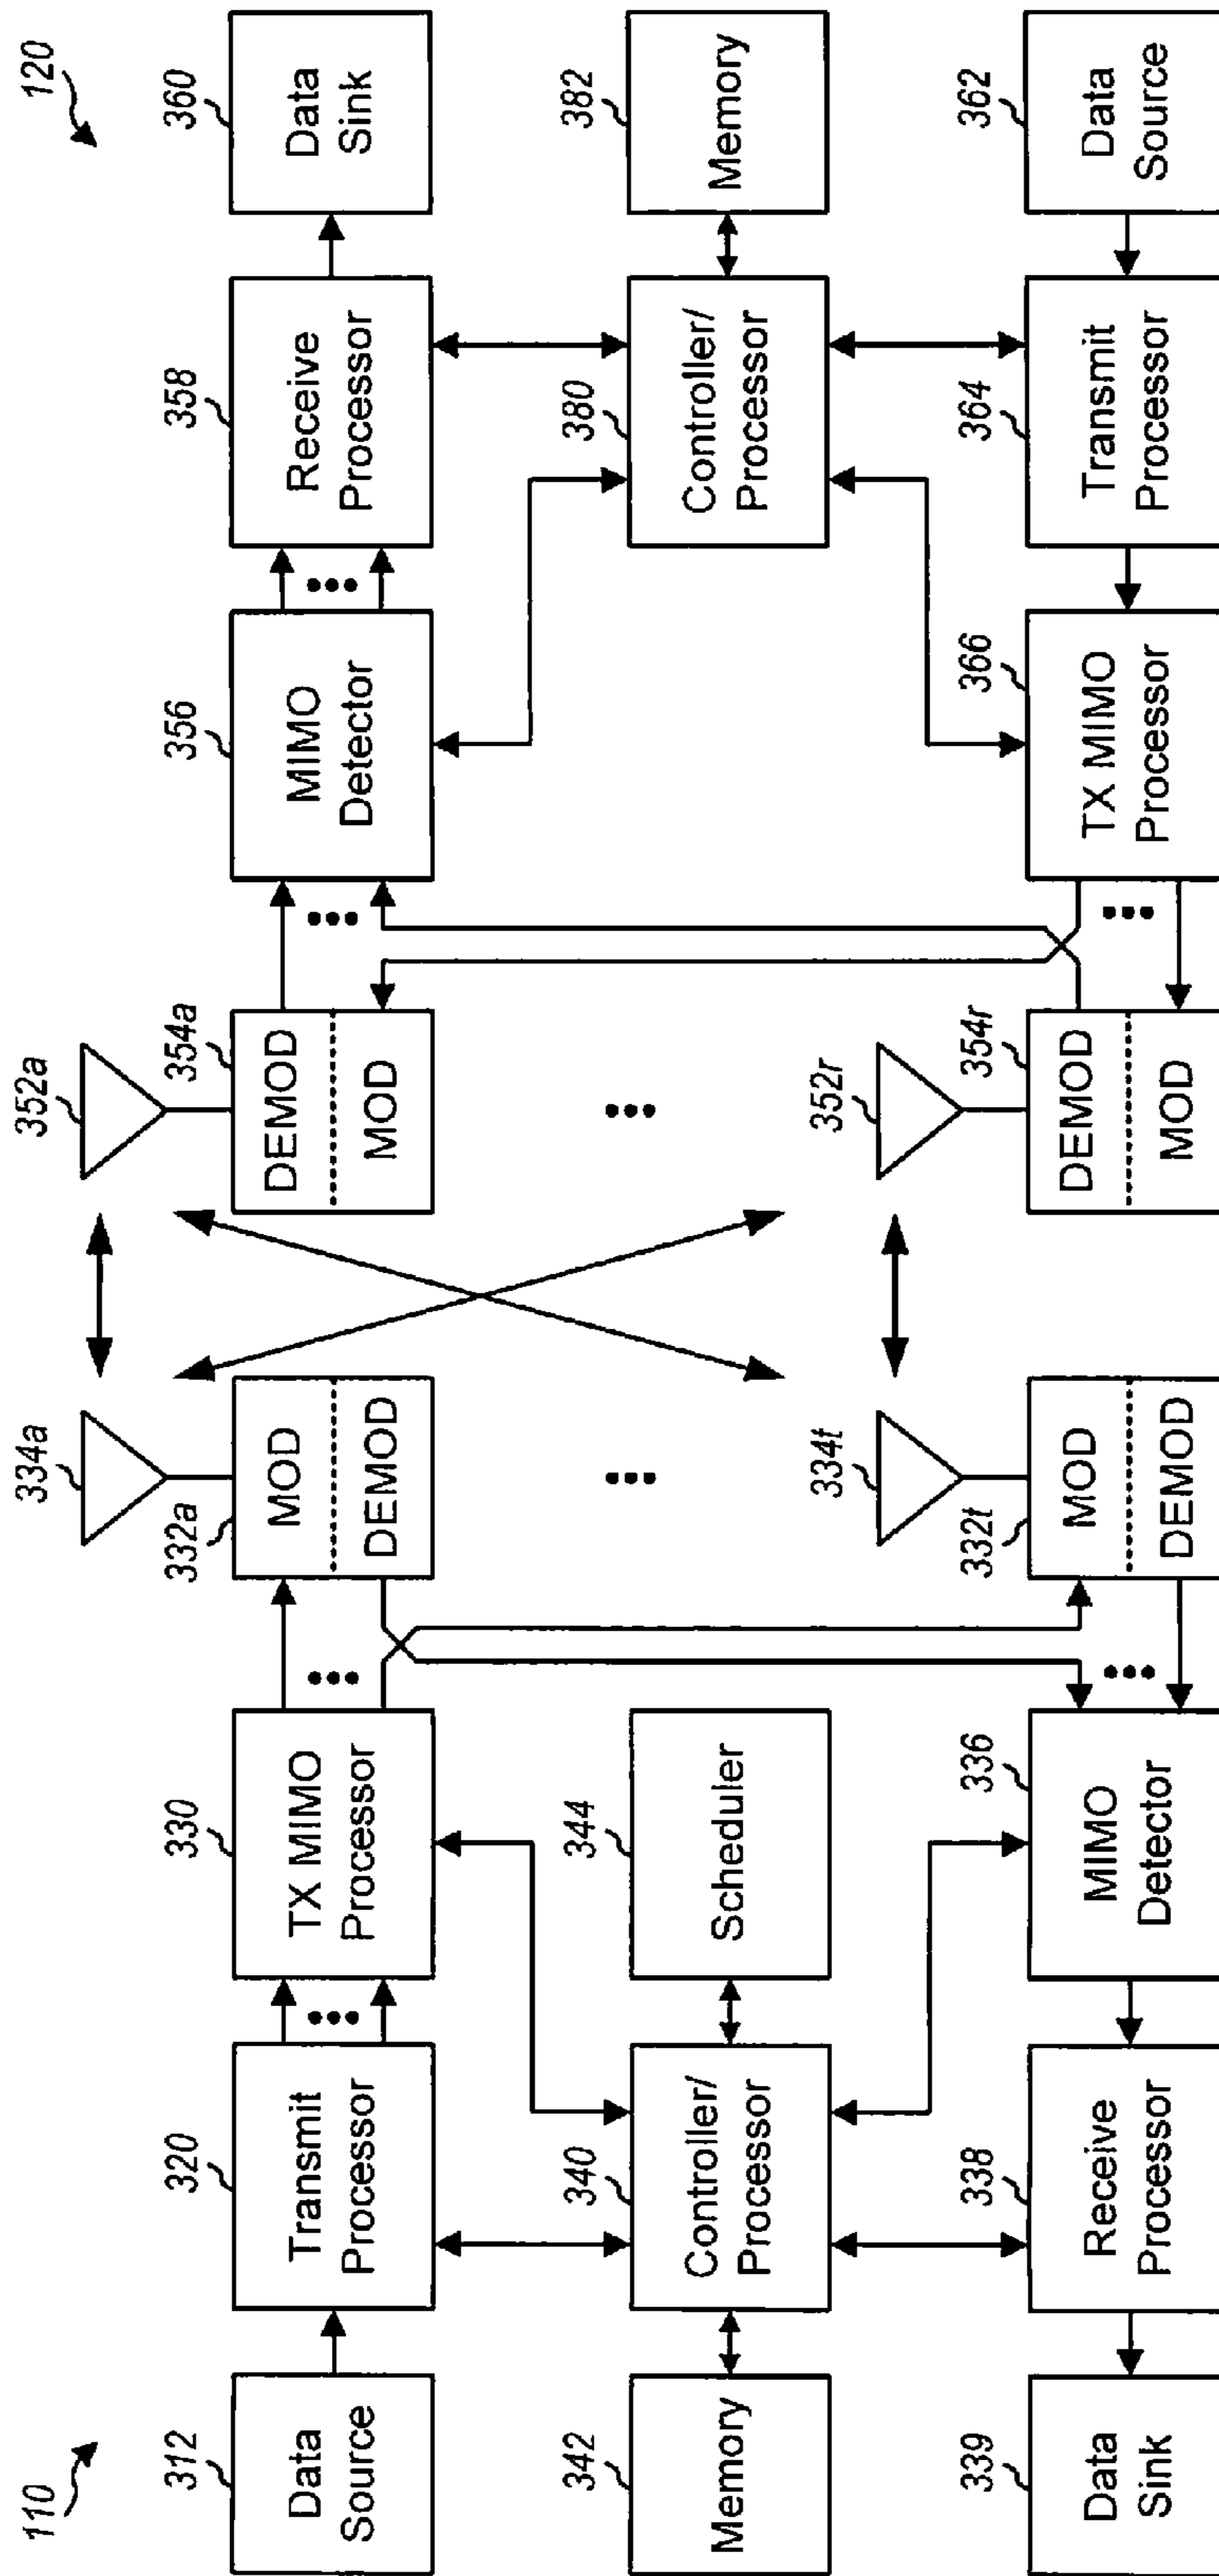 110
120
312
Data
Source
320
Transmit
Processor
•••
330
TX MIMO
Processor
•••
332a
MOD
DEMOD
334a
352a
354a
DEMOD
MOD
•••
356
MIMO
Detector
•••
358
Receive
Processor
360
Data
Sink
342
Memory
340
Controller/
Processor
344
Scheduler
•••
•••
380
Controller/
Processor
382
Memory
339
Data
Sink
338
Receive
Processor
336
MIMO
Detector
•••
332t
MOD
DEMOD
334t
352r
354r
DEMOD
MOD
•••
366
TX MIMO
Processor
364
Transmit
Processor
362
Data
Source